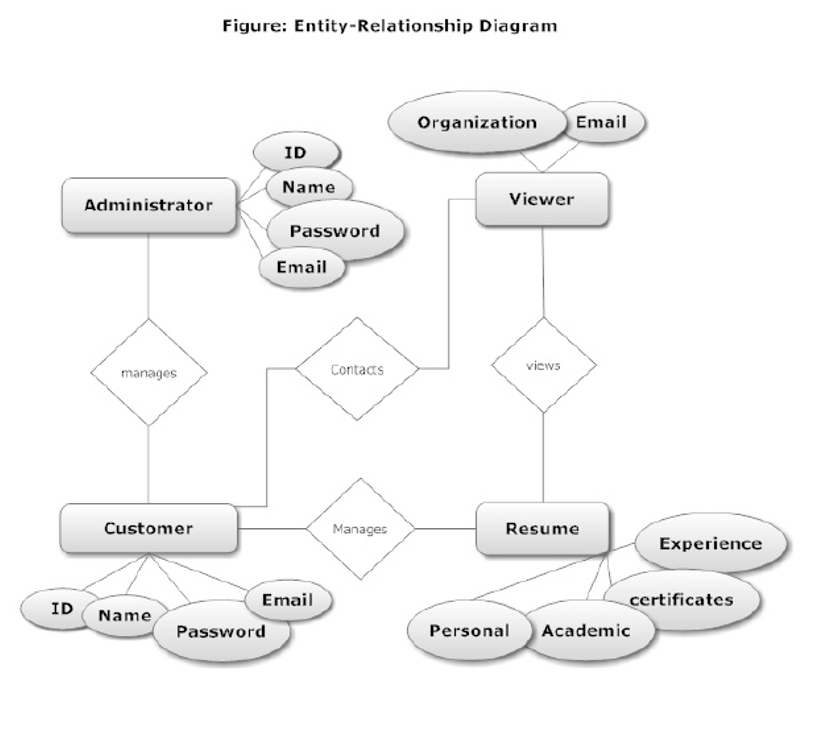 Figure: Entity-Relationship Diagram
Organization
Email
ID
Name
Administrator
Viewer
Password
Email
manages
Contacts
views
Customer
Manages
Resume
Experience
ID
Name
Email
Password
certificates
Personal
Academic